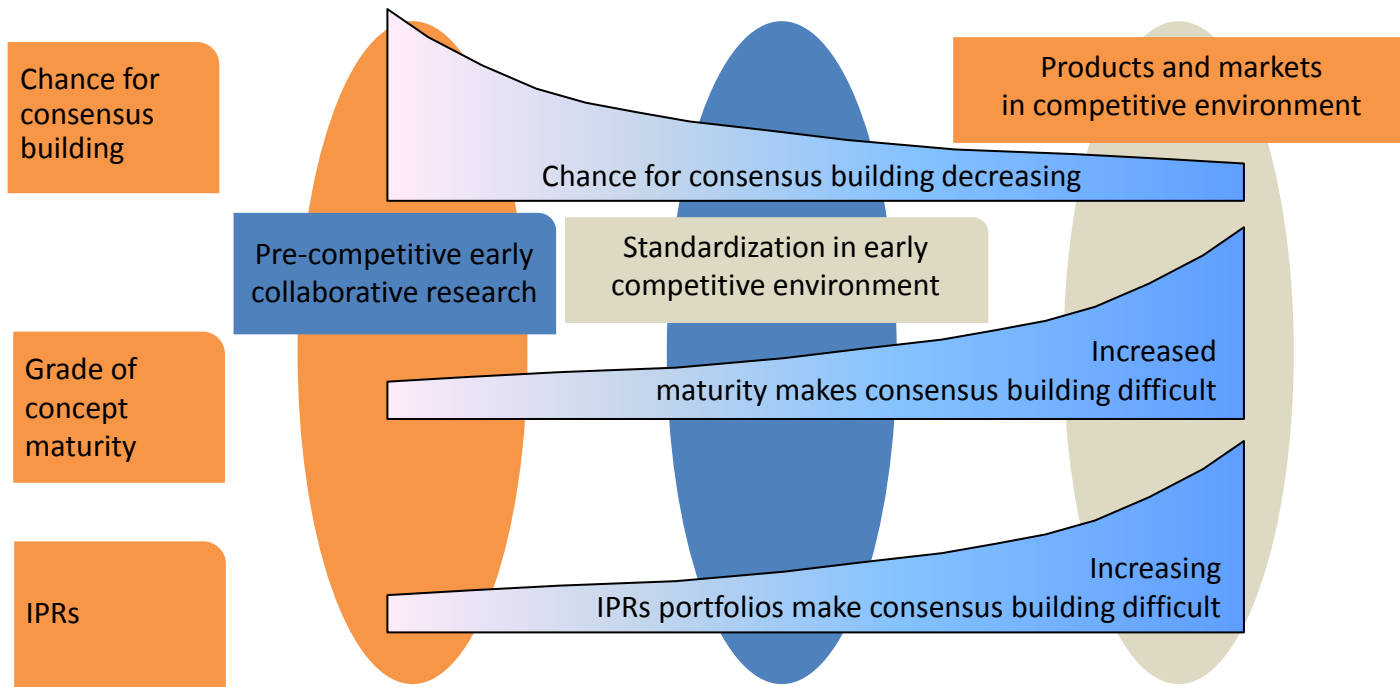 Chance for
consensus
building
Products and markets
in competitive environment
Chance for consensus building decreasing
Pre-competitive early
collaborative research
Standardization in early
competitive environment
Grade of
concept
maturity
Increased
maturity makes consensus building difficult
IPRs
Increasing
IPRs portfolios make consensus building difficult